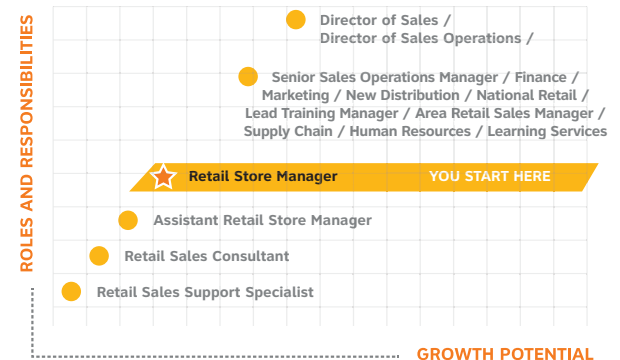 ROLES AND RESPONSIBILITIES
Director of Sales /
Director of Sales Operations /
Senior Sales Operations Manager / Finance /
Marketing / New Distribution / National Retail /
Lead Training Manager / Area Retail Sales Manager /
Supply Chain / Human Resources / Learning Services
Retail Store Manager YOU START HERE
Assistant Retail Store Manager
Retail Sales Consultant
Retail Sales Support Specialist
GROWTH POTENTIAL